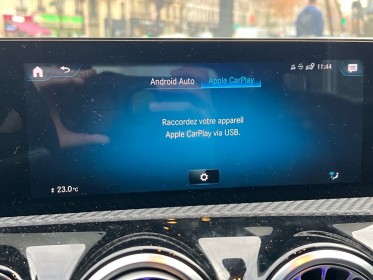 11:44
Android Auto Apple CarPlay
Raccordez votre appareil
Apple CarPlay via USB.
23.0°C